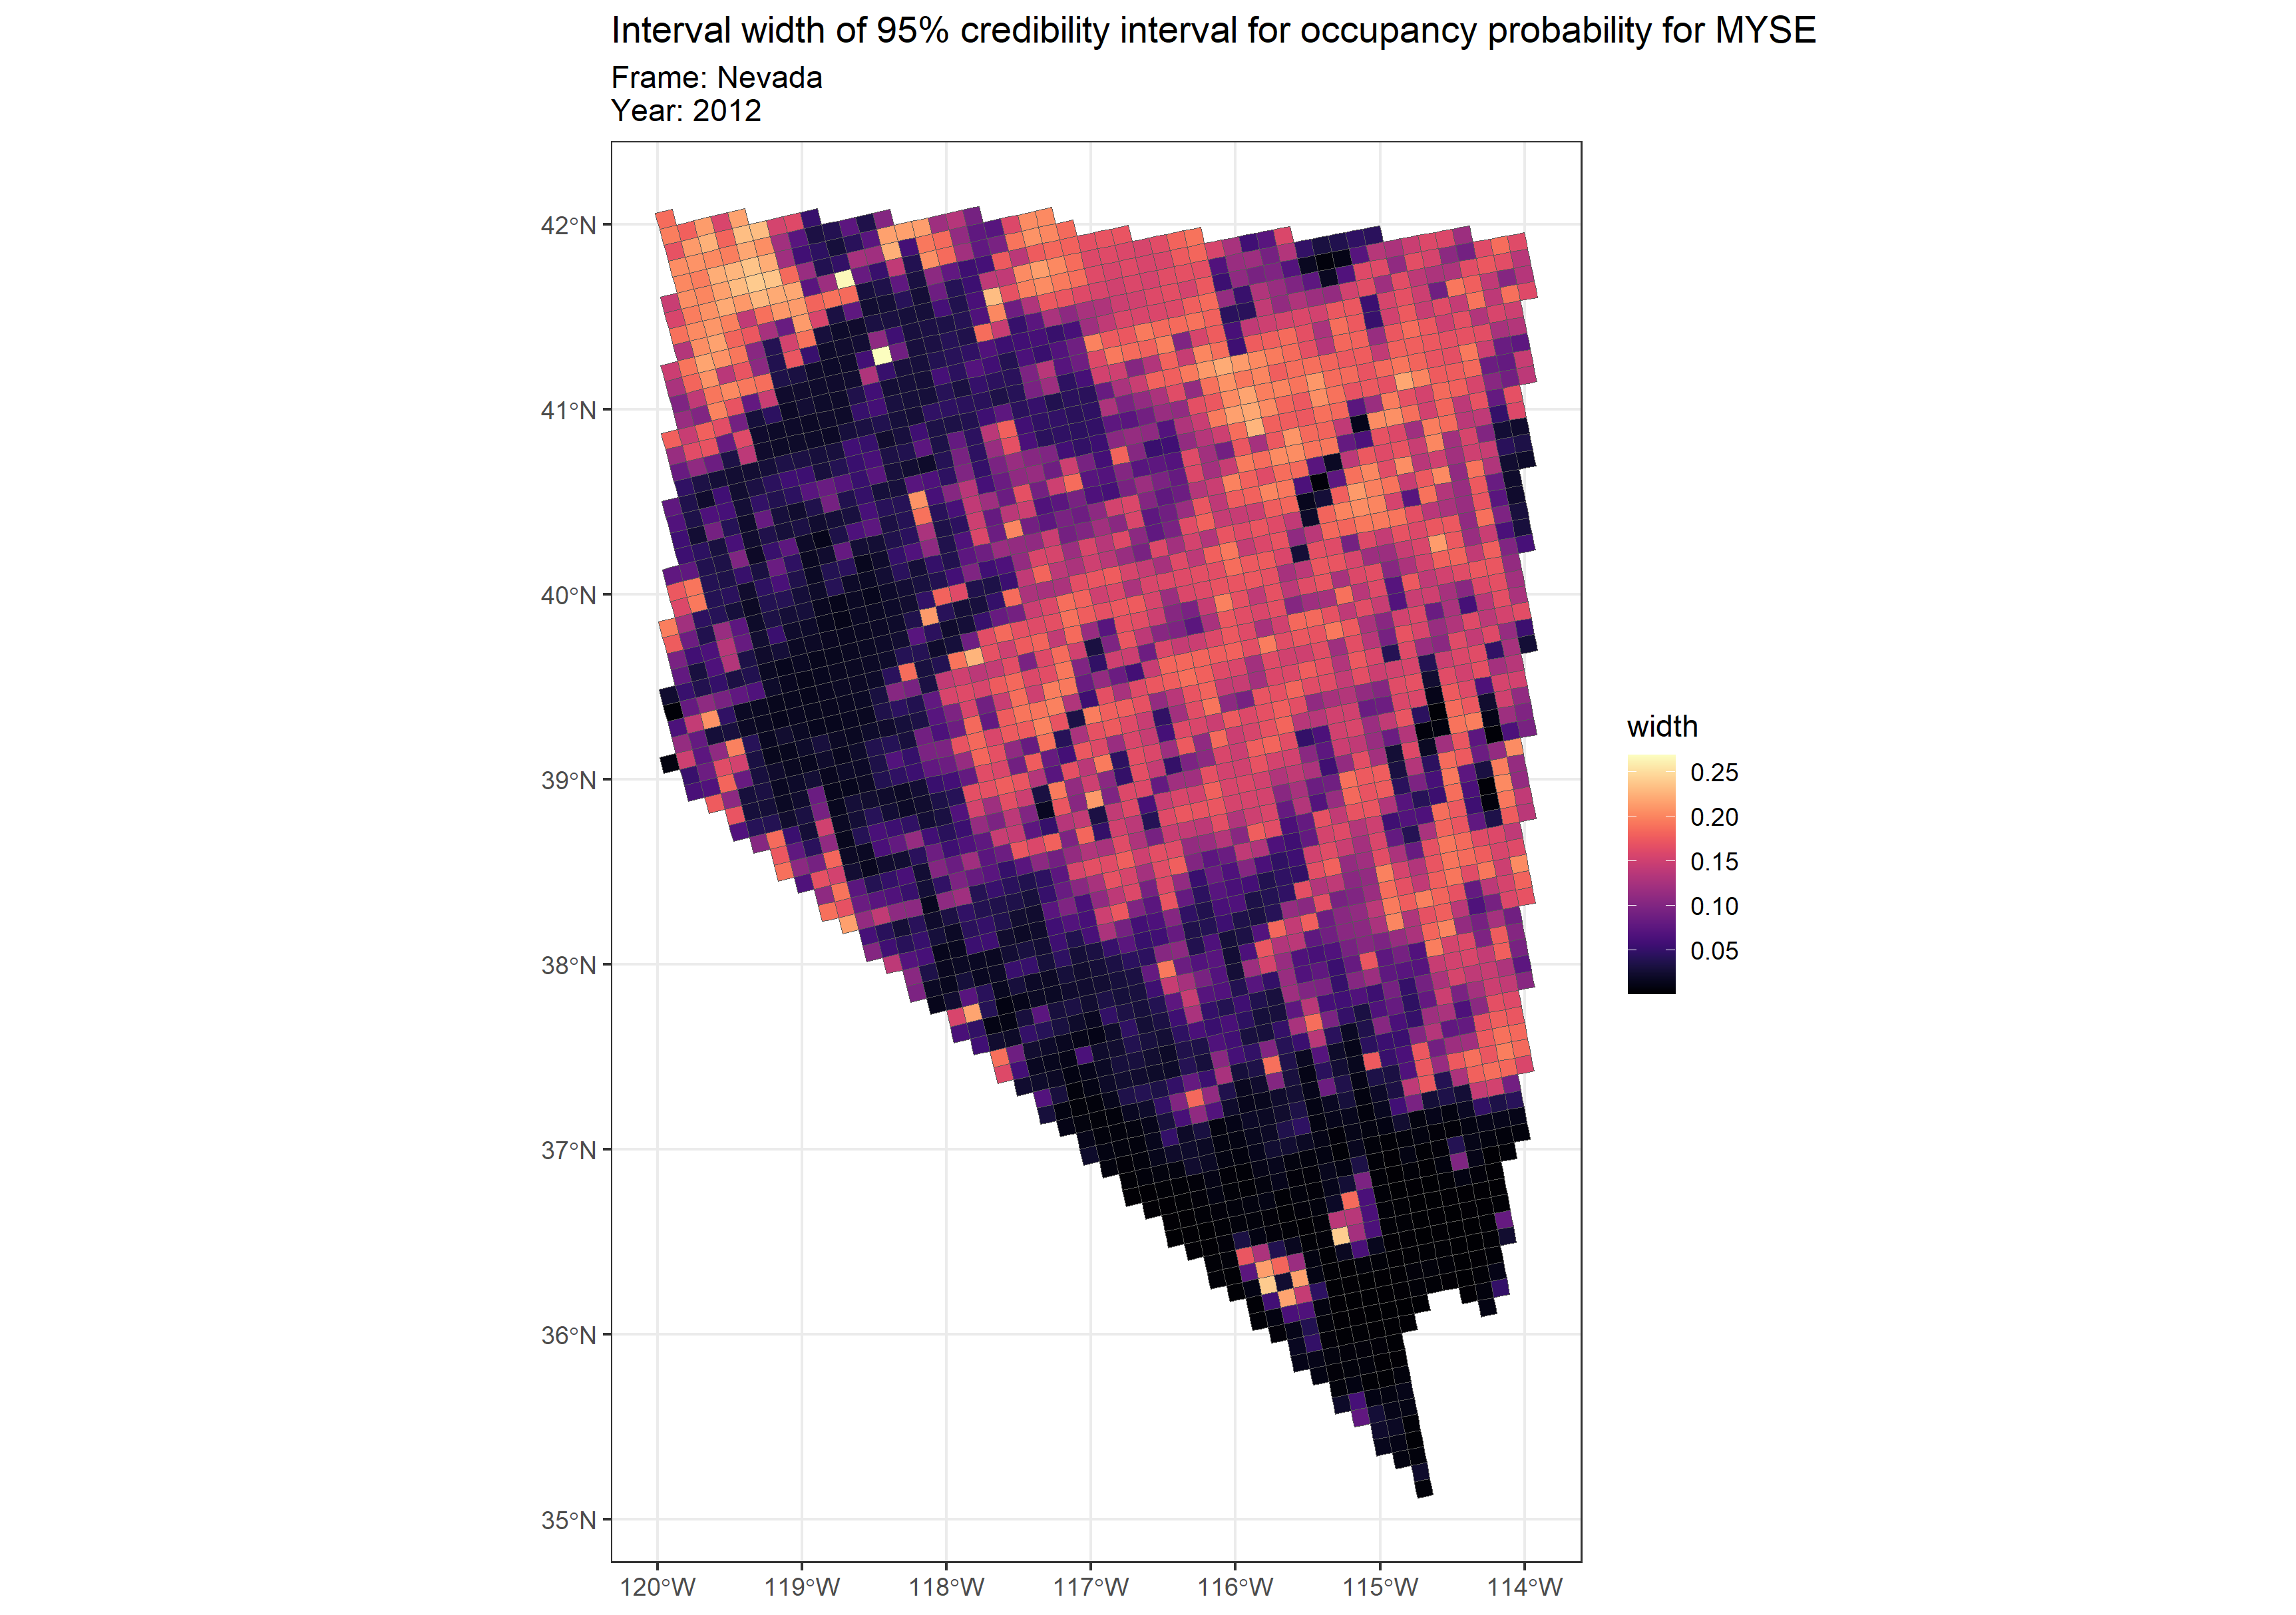 Interval width of 95% credibility interval for occupancy probability for MYSE
Frame: Nevada
Year: 2012
42°N
41°N
40°N
39°N
38°N
37°N
36°N
35°N
120°W 119°W 118°W 117°W 116°W 115°W 114°W
width
0.25
0.20
0.15
0.10
0.05